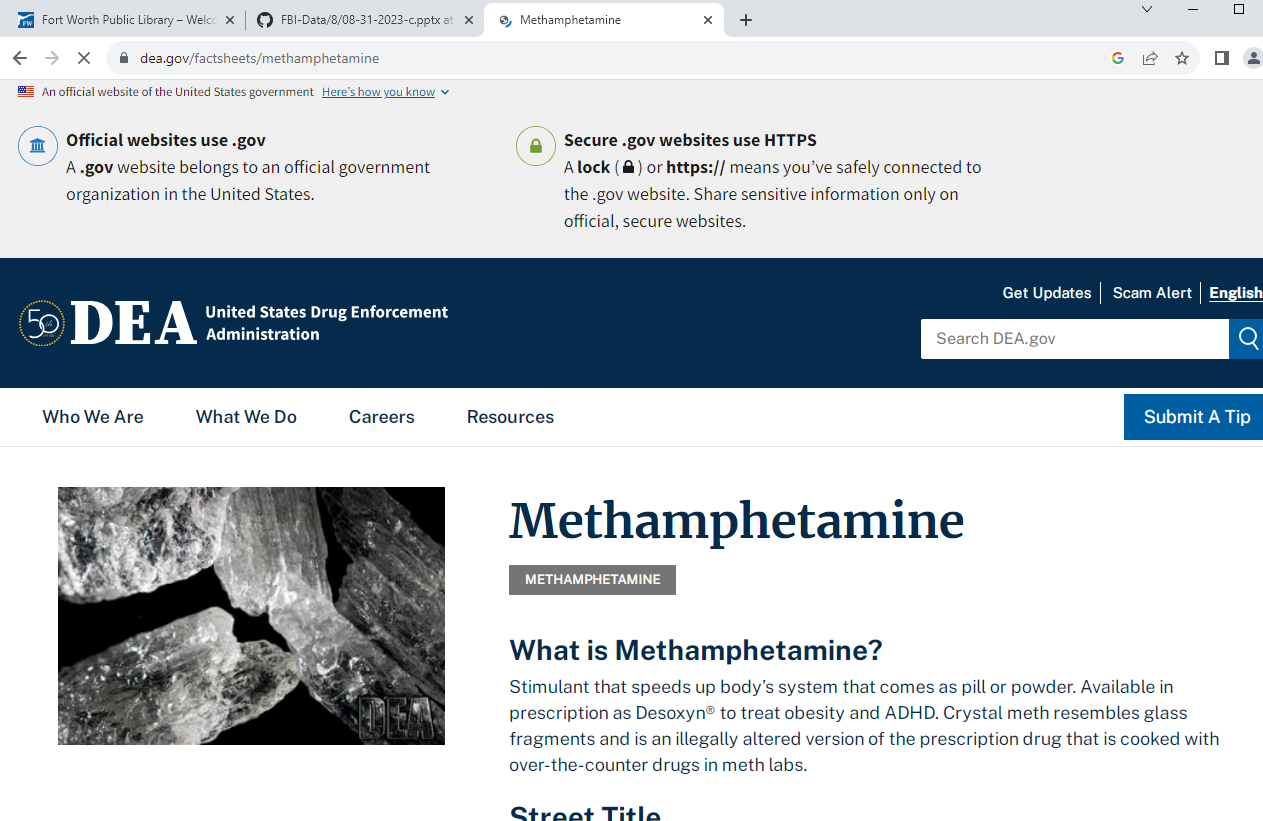 Fort Worth Public Library – Welco
FBI-Data/8/08-31-2023-c.pptx at
Methamphetamine
dea.gov/factsheets/methamphetamine
An official website of the United States government Here's how you know
Official websites use .gov
A .gov website belongs to an official government
organization in the United States.
Secure .gov websites use HTTPS
A lock ( ) or https:// means you've safely connected to
the .gov website. Share sensitive information only on
official, secure websites.
Get Updates
Scam Alert
English
50th
DEA
United States Drug Enforcement
Administration
Search DEA.gov
Who We Are
What We Do
Careers
Resources
Submit A Tip
DEA
Methamphetamine
METHAMPHETAMINE
What is Methamphetamine?
Stimulant that speeds up body's system that comes as pill or powder. Available in
prescription as Desoxyn® to treat obesity and ADHD. Crystal meth resembles glass
fragments and is an illegally altered version of the prescription drug that is cooked with
over-the-counter drugs in meth labs.
Street Title